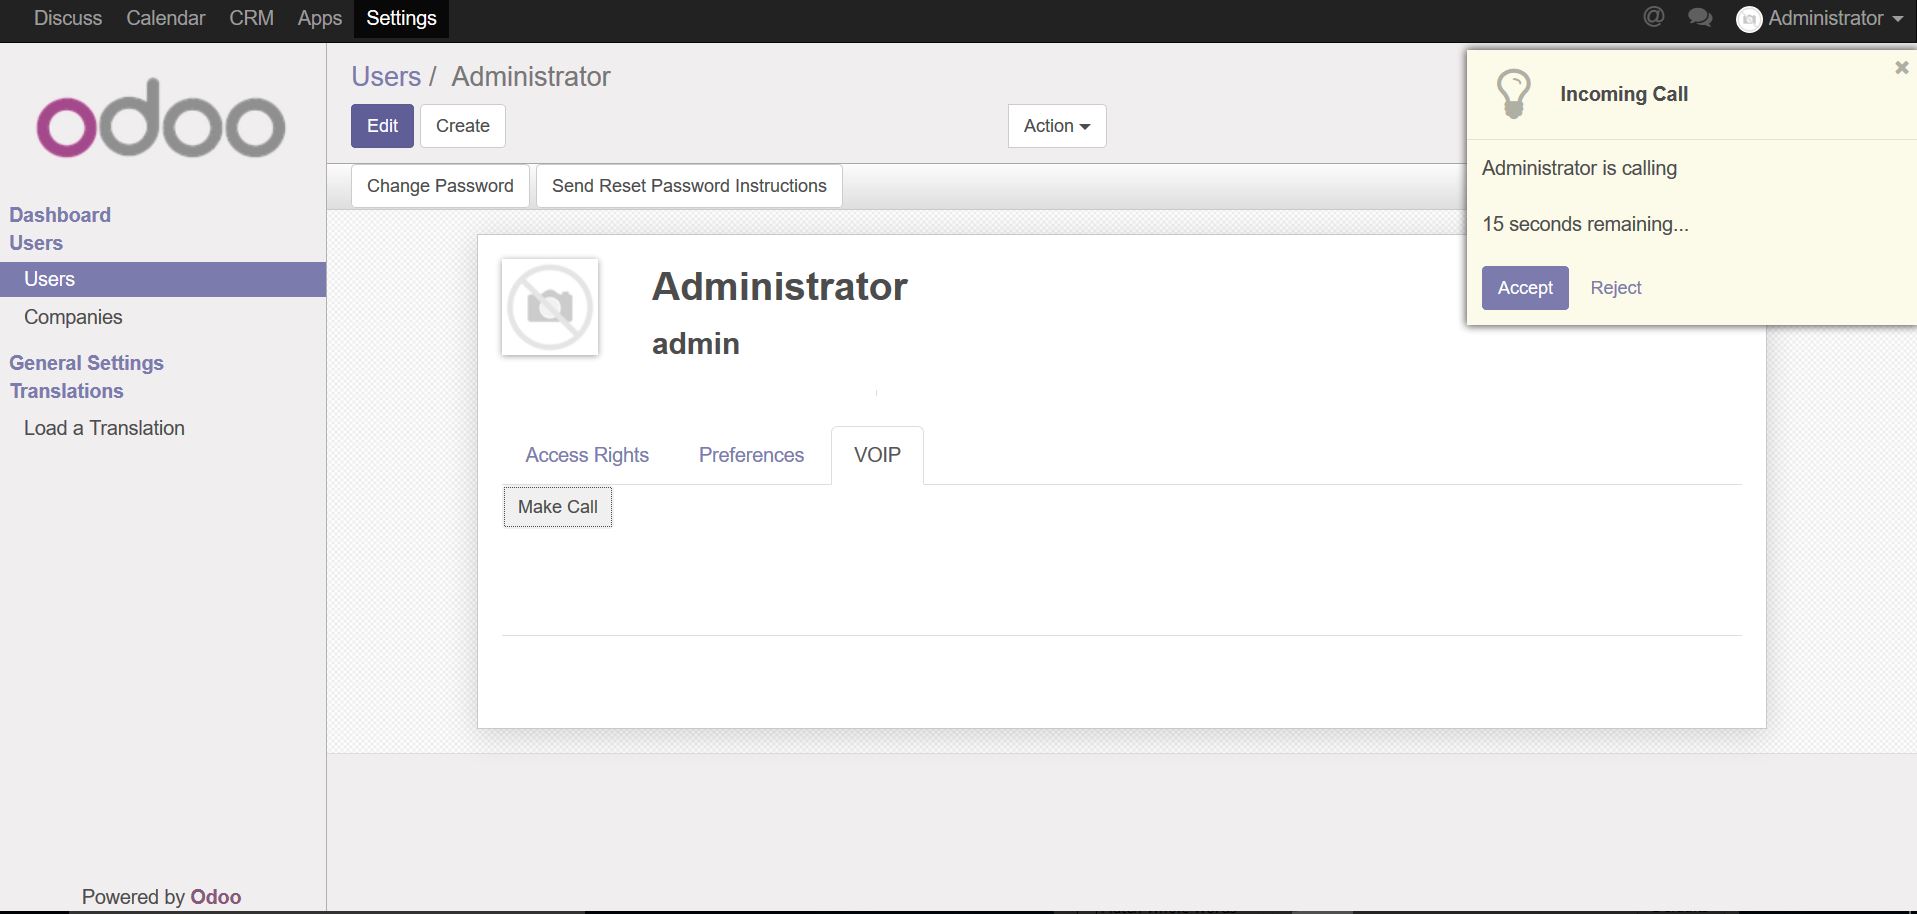 Discuss Calendar CRM Apps Settings @ Administrator
odoo
Dashboard
Users
Users
Companies
General Settings
Translations
Load a Translation
Powered by Odoo
Users / Administrator
Edit Create Action
Change Password Send Reset Password Instructions
Administrator
admin
Access Rights Preferences VOIP
Make Call
Incoming Call
Administrator is calling
15 seconds remaining...
Accept Reject